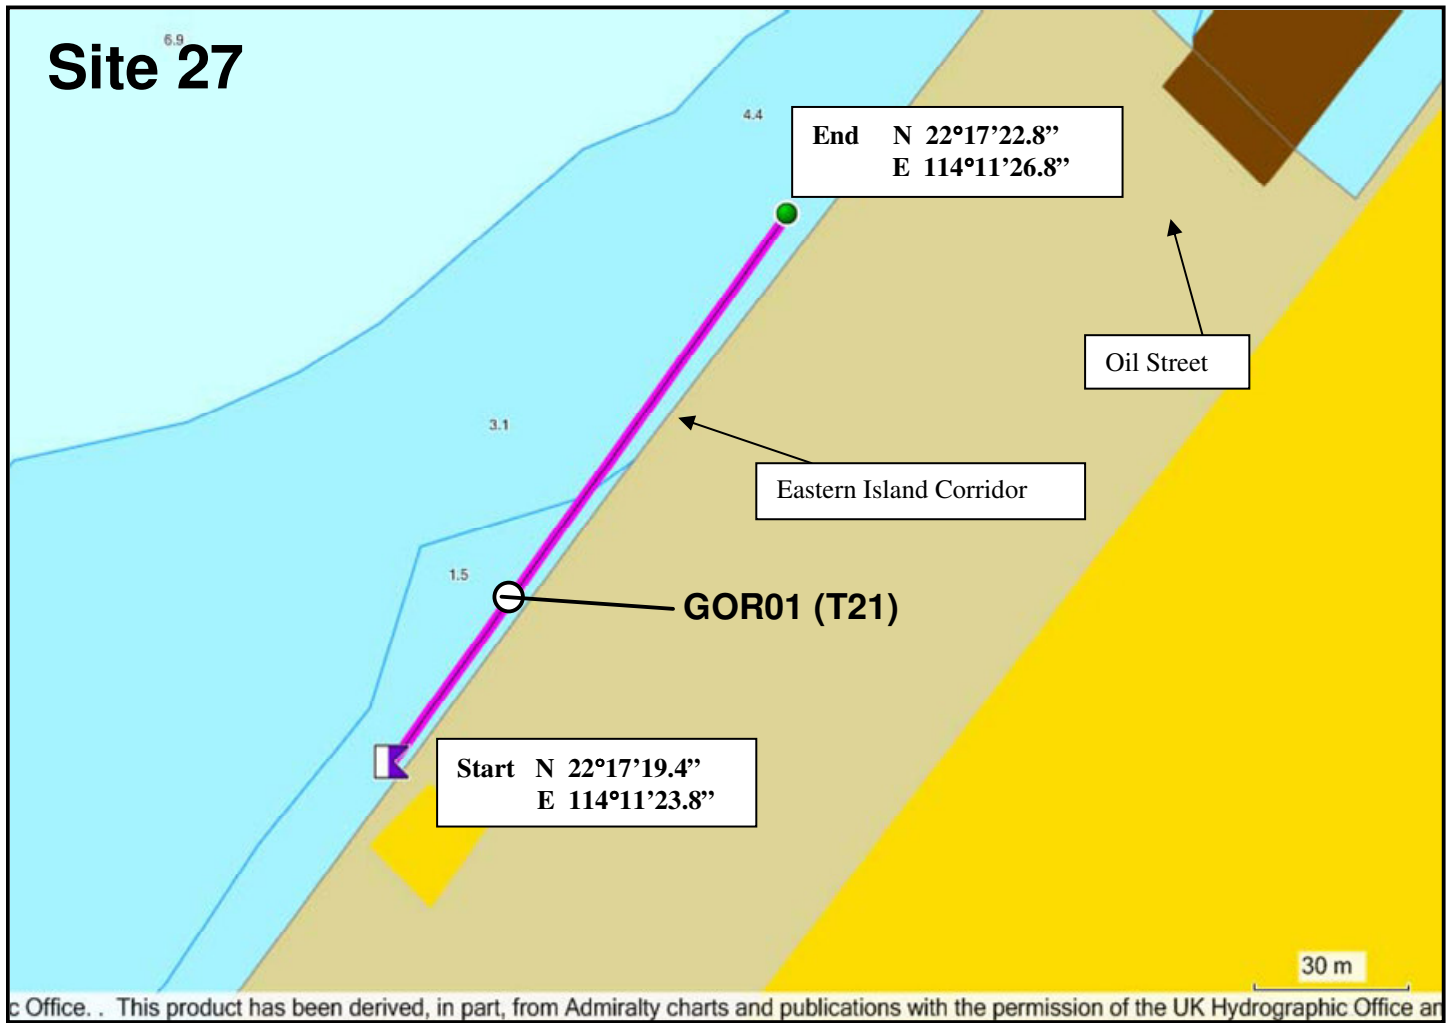 Site 27
6.9
4.4
End N 22°17’22.8”
E 114°11’26.8”
Oil Street
3.1
Eastern Island Corridor
1.5
GOR01 (T21)
Start N 22°17’19.4”
E 114°11’23.8”
30 m
c Office. . This product has been derived, in part, from Admiralty charts and publications with the permission of the UK Hydrographic Office an